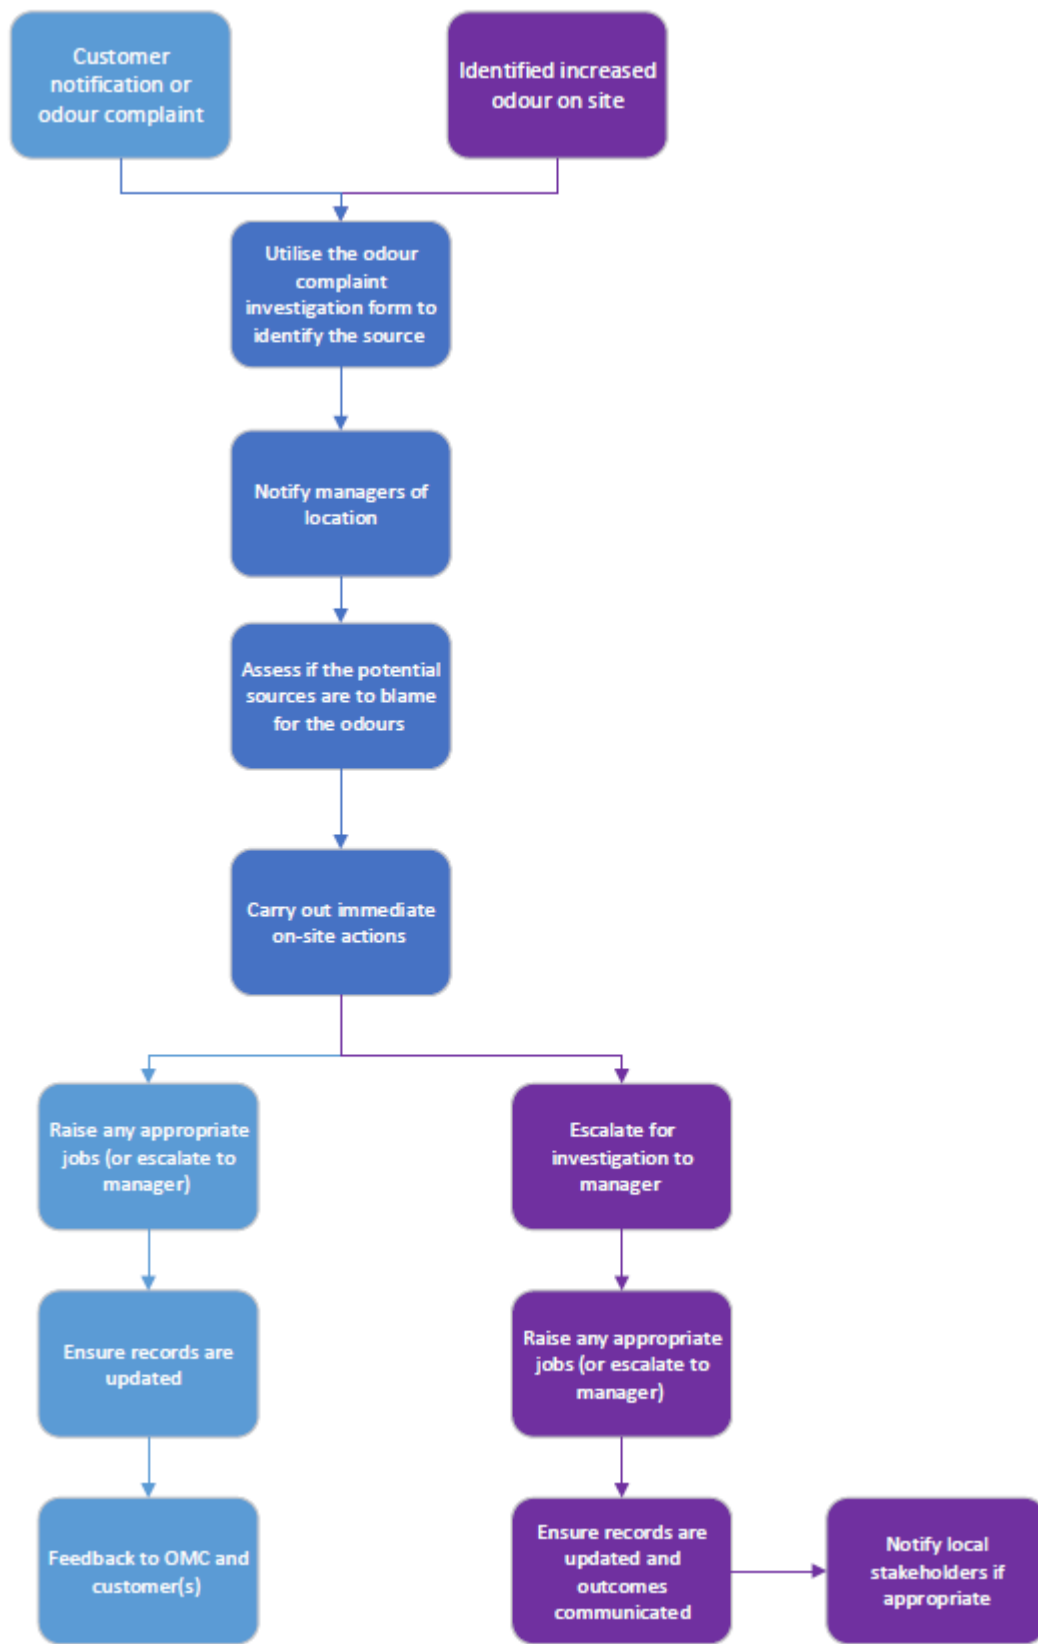 Customer
notification or
odour complaint
Identified increased
odour on site
Utilise the odour
complaint
investigation form to
identify the source
Notify managers of
location
Assess if the potential
sources are to blame
for the odours
Carry out immediate
on-site actions
Raise any appropriate
jobs (or escalate to
manager)
Ensure records are
updated
Feedback to OMC and
customer(s)
Escalate for
investigation to
manager
Raise any appropriate
jobs (or escalate to
manager)
Ensure records are
updated and
outcomes
communicated
Notify local
stakeholders if
appropriate